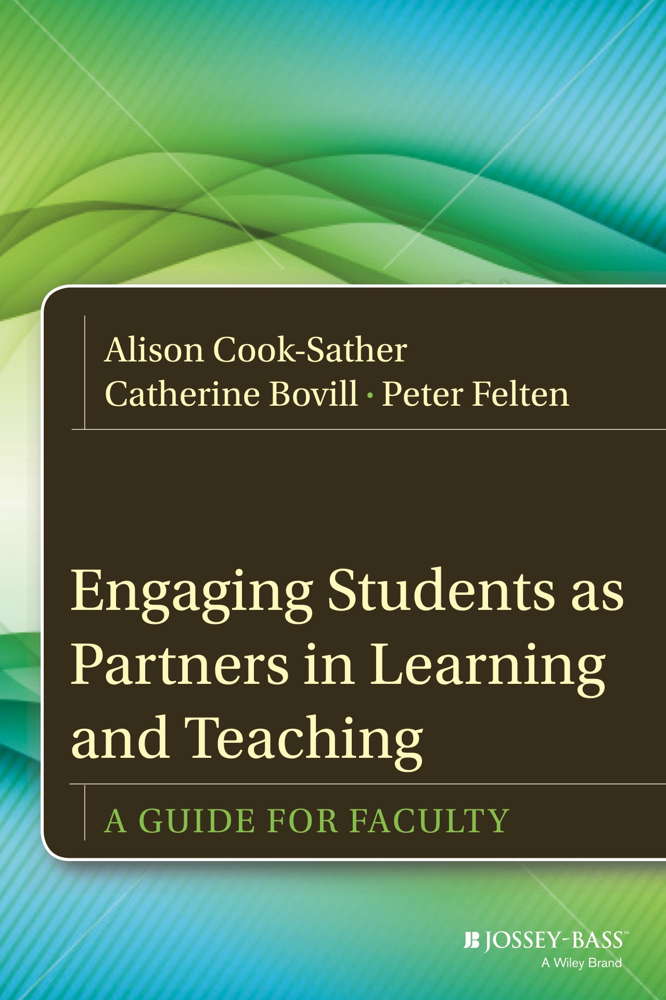 Alison Cook-Sather
Catherine Bovill • Peter Felten
Engaging Students as
Partners in Learning
and Teaching
A GUIDE FOR FACULTY
JB JOSSEY-BASS™
A Wiley Brand